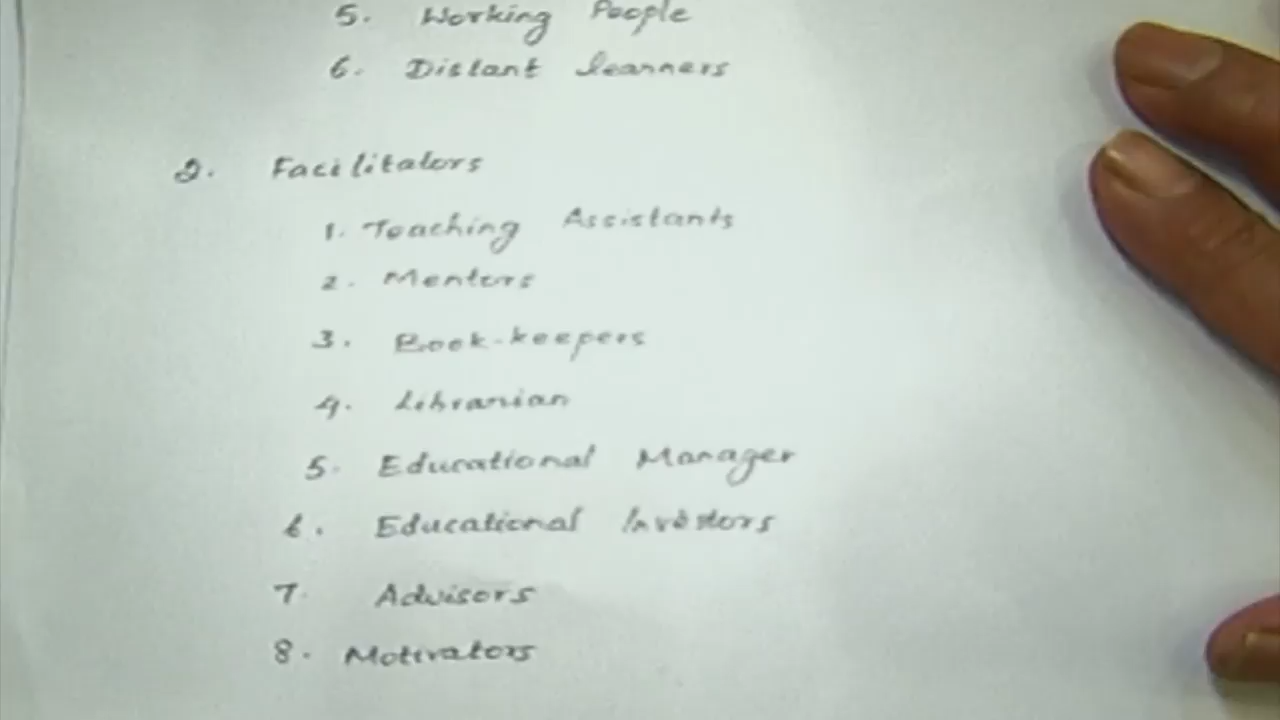 5. Working People
6. Distant learners
2. Facilitators
1. Teaching Assistants
2. Mentors
3. Book-keepers
4. Librarian
5. Educational Manager
6. Educational Investors
7. Advisors
8. Motivators